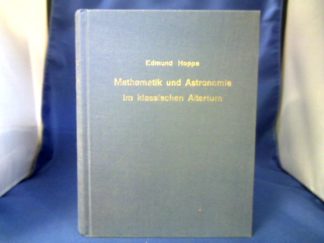 Edmund Hoppe
Mathematik und Astronomie
im klassischen Altertum